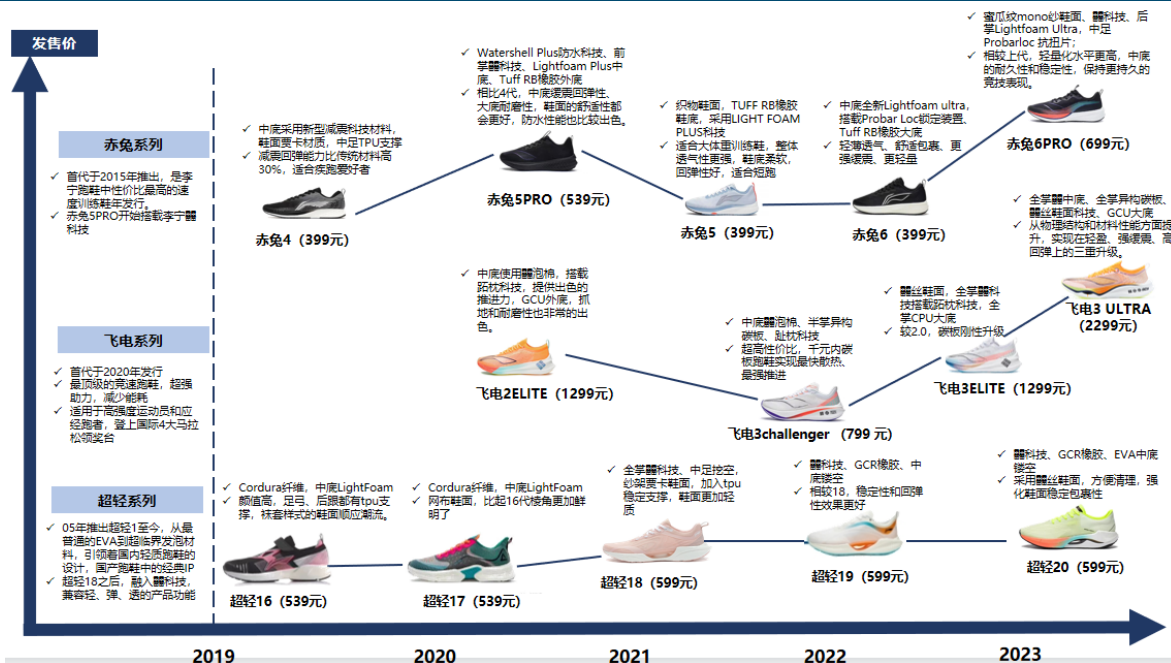 发售价
赤兔系列
✓ 首代于2015年推出，是李
宁跑鞋中性价比最高的速
度训练鞋年发行。
✓ 赤兔5PRO开始搭载李宁䨻
科技
✓ 中底采用新型减震科技材料，
鞋面贾卡材质，中足TPU支撑
✓ 减震回弹能力比传统材料高
30%，适合疾跑爱好者
赤兔4（399元）
✓ Watershell Plus防水科技、前
掌䨻科技、Lightfoam Plus中
底、Tuff RB橡胶外底
✓ 相比4代，中底缓震回弹性、
大底耐磨性，鞋面的舒适性都
会更好，防水性能也比较出色。
赤兔5PRO（539元）
✓ 织物鞋面，TUFF RB橡胶
鞋底，采用LIGHT FOAM
PLUS科技
✓ 适合大体重训练鞋，整体
透气性更强，鞋底柔软，
回弹性好，适合短跑
赤兔5（399元）
✓ 中底全新Lightfoam ultra，
搭载Probar Loc锁定装置、
Tuff RB橡胶大底
✓ 轻薄透气、舒适包裹、更
强缓震、更轻量
赤兔6（399元）
✓ 蜜瓜纹mono纱鞋面、䨻科技、后
掌Lightfoam Ultra，中足
Probarloc 抗扭片；
✓ 相较上代，轻量化水平更高，中底
的耐久性和稳定性，保持更持久的
竞技表现。
赤兔6PRO（699元）
飞电系列
✓ 首代于2020年发行
✓ 最顶级的竞速跑鞋，超强
助力，减少能耗
✓ 适用于高强度运动员和应
经跑者，登上国际4大马拉
松领奖台
✓ 中底使用䨻泡棉，搭载
跖枕科技，提供出色的
推进力，GCU外底，抓
地和耐磨性也非常的出
色。
飞电2ELITE（1299元）
✓ 中底䨻泡棉、半掌异构
碳板、趾枕科技
✓ 超高性价比，千元内碳
板跑鞋实现最快散热、
最强推进
飞电3challenger（799 元）
✓ 䨻丝鞋面，全掌䨻科
技搭载跖枕科技，全
掌CPU大底
✓ 较2.0，碳板刚性升级
飞电3ELITE（1299元）
✓ 全掌䨻中底、全掌异构碳板、
䨻丝鞋面科技、GCU大底
✓ 从物理结构和材料性能方面提
升，实现在轻盈、强缓震、高
回弹上的三重升级。
飞电3 ULTRA
（2299元）
超轻系列
✓ 05年推出超轻1至今，从最
普通的EVA到超临界发泡材
料，引领着国内轻质跑鞋的
设计，国产跑鞋中的经典IP
✓ 超轻18之后，融入䨻科技，
兼容轻、弹、透的产品功能
✓ Cordura纤维，中底LightFoam
✓ 颜值高，足弓、后跟都有tpu支
撑，袜套样式的鞋面顺应潮流。
超轻16（539元）
✓ Cordura纤维，中底LightFoam
✓ 网布鞋面，比起16代棱角更加鲜
明了
超轻17（539元）
✓ 全掌䨻科技、中足挖空，
纱架贾卡鞋面，加入tpu
稳定支撑，鞋面更加轻
质
超轻18（599元）
✓ 䨻科技，GCR橡胶、中
底镂空
✓ 相较18，稳定性和回弹
性效果更好
超轻19（599元）
✓ 䨻科技、GCR橡胶、EVA中底
镂空
✓ 采用䨻丝鞋面，方便清理，强
化鞋面稳定包裹性
超轻20（599元）
2019
2020
2021
2022
2023